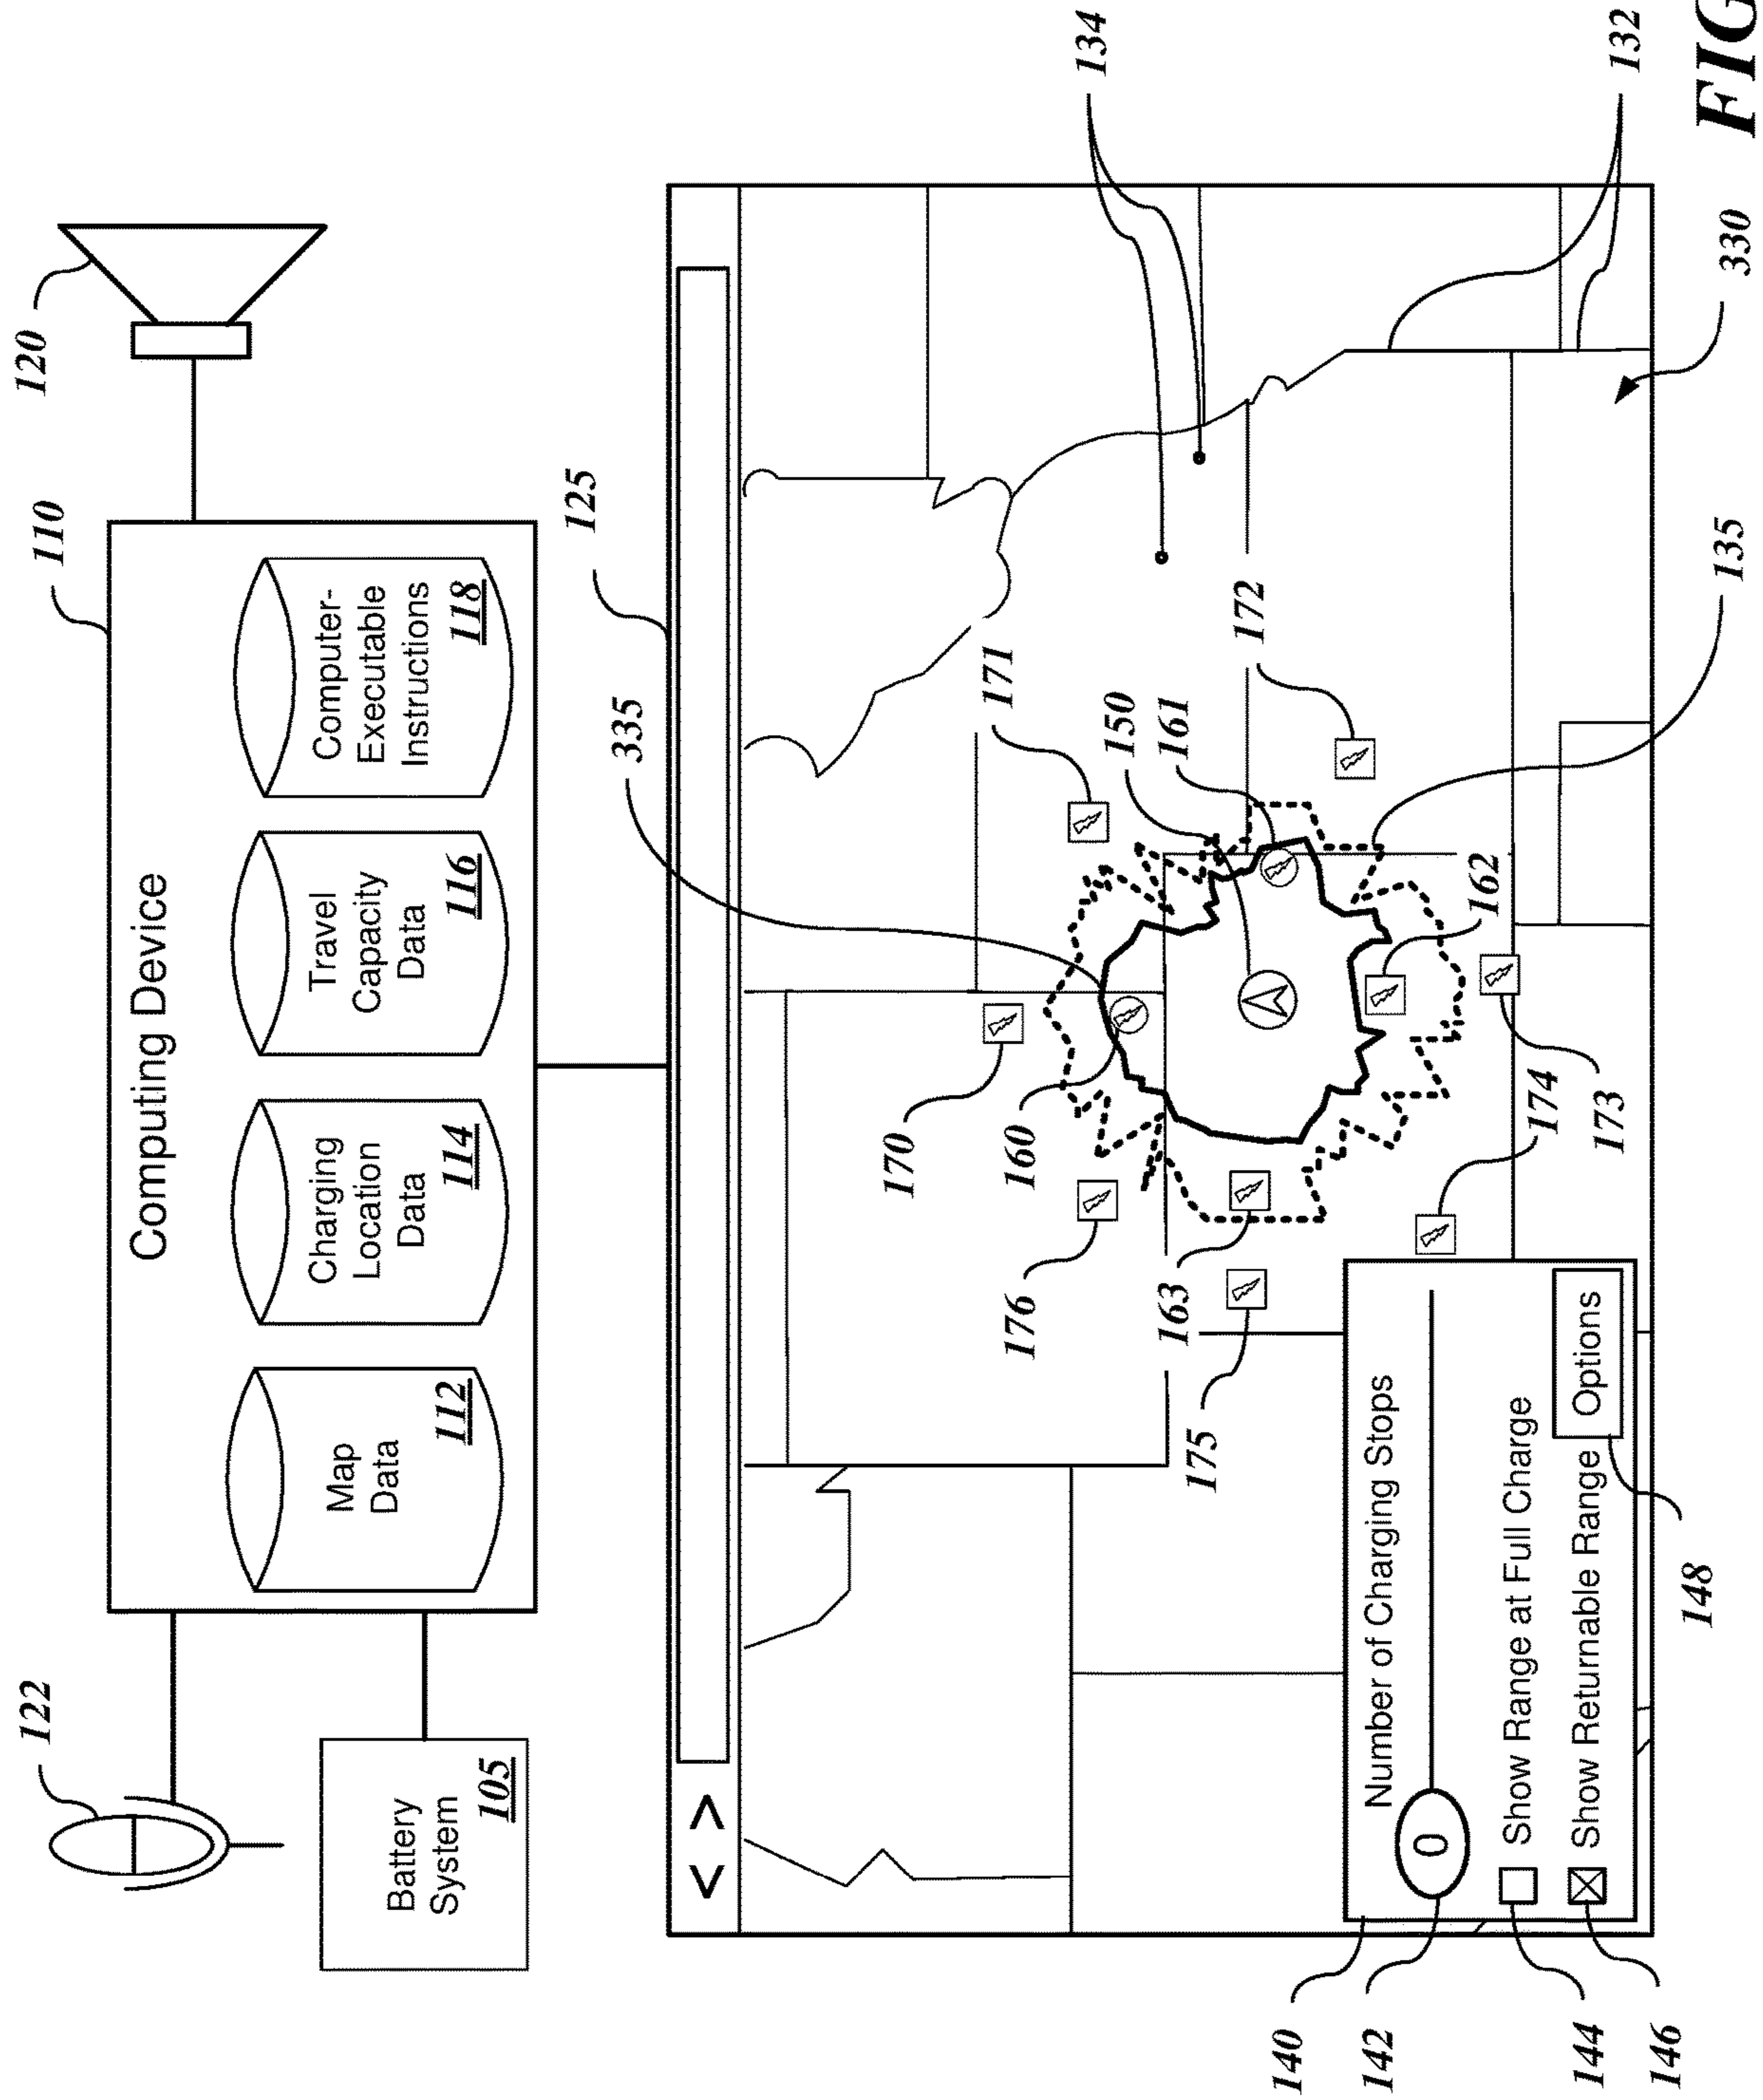 122
110
120
Computing Device
Map
Data
112
Charging
Location
Data
114
Travel
Capacity
Data
116
Computer-
Executable
Instructions
118
Battery
System
105
335
125
< >
134
170
171
160
150
161
172
176
163
162
175
174
173
135
132
330
140
142
144
146
148
Number of Charging Stops
0
Show Range at Full Charge
Show Returnable Range
Options
FIG